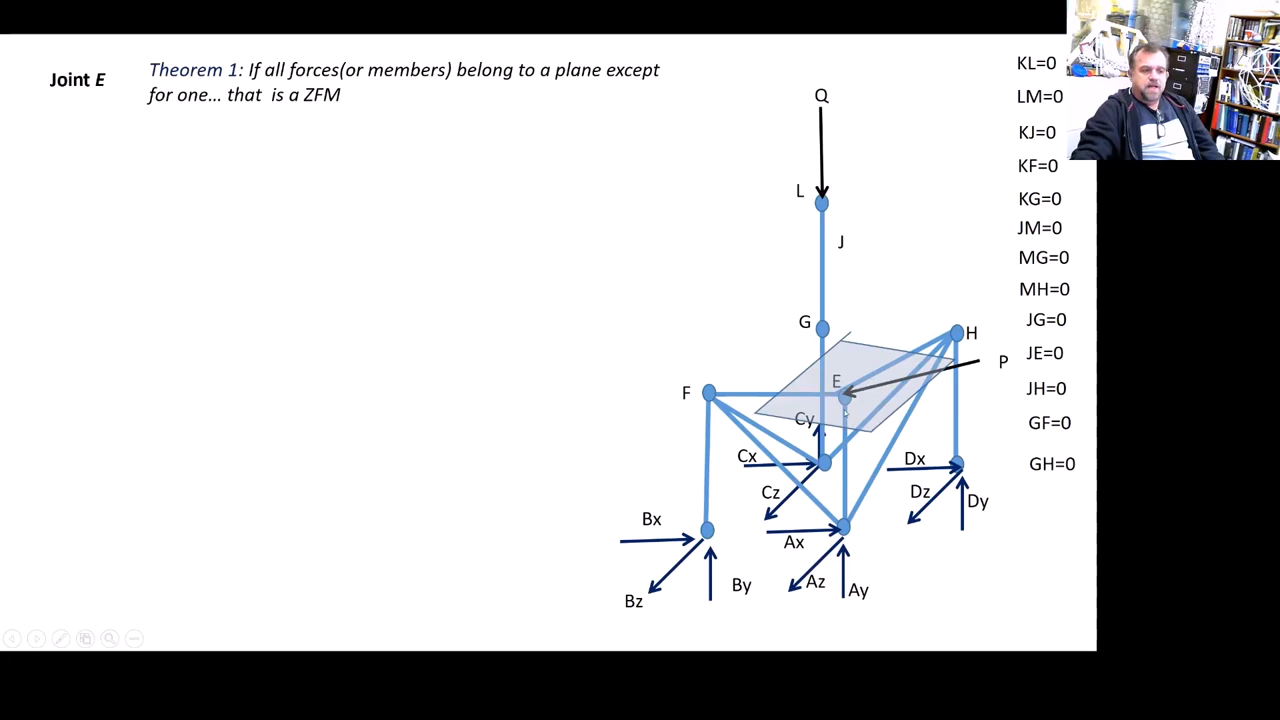 Joint E
Theorem 1: If all forces(or members) belong to a plane except
for one... that  is a ZFM
Q
L
J
G
H
P
F
E
Cy
Cx
Cz
Dx
Dz
Dy
Bx
Ax
Bz
By
Az
Ay
KL=0
LM=0
KJ=0
KF=0
KG=0
JM=0
MG=0
MH=0
JG=0
JE=0
JH=0
GF=0
GH=0